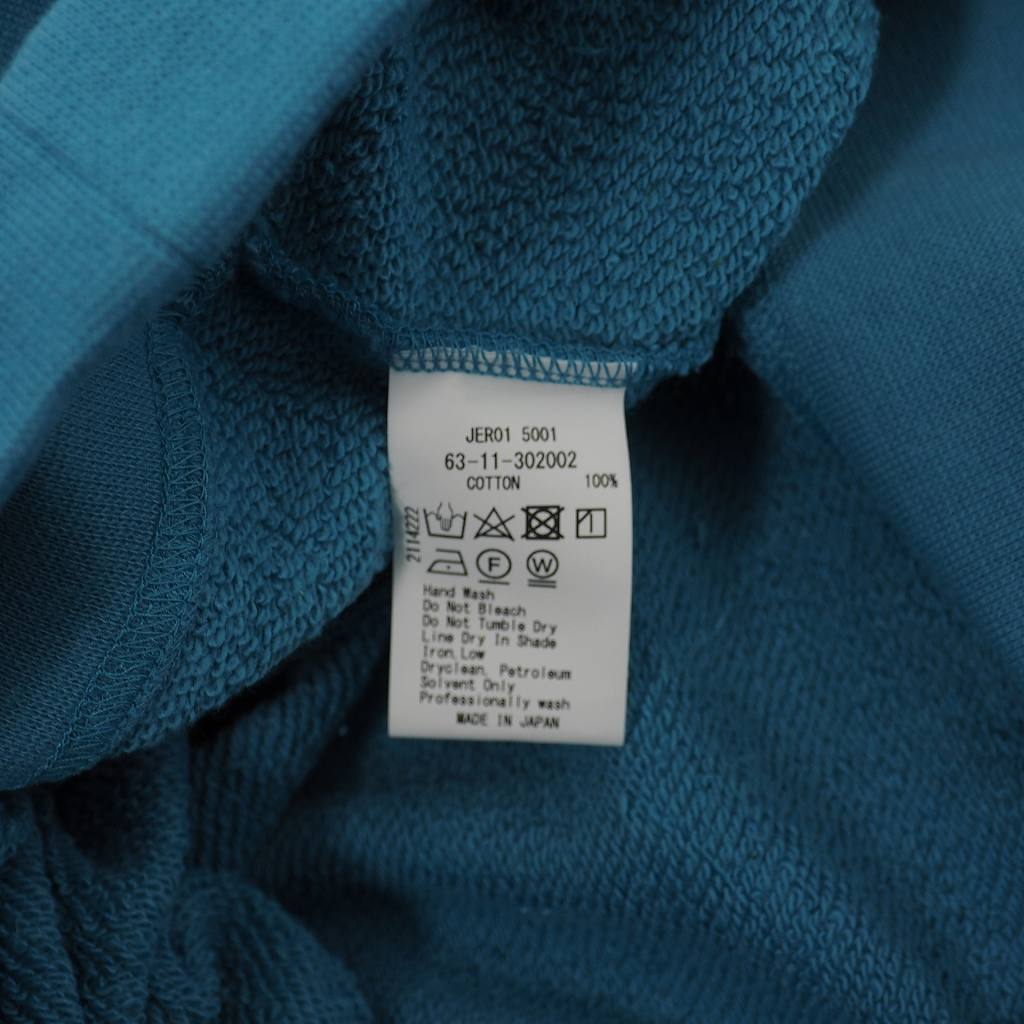 JER01 5001
63-11-302002
COTTON 100%
2114222
F W
Hand Wash
Do Not Bleach
Do Not Tumble Dry
Line Dry In Shade
Iron,Low
Dryclean, Petroleum
Solvent Only
Professionally wash
MADE IN JAPAN